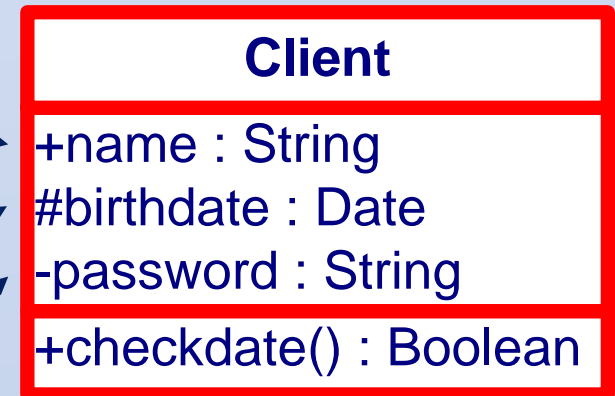 Client
+name : String
#birthdate : Date
-password : String
+checkdate() : Boolean